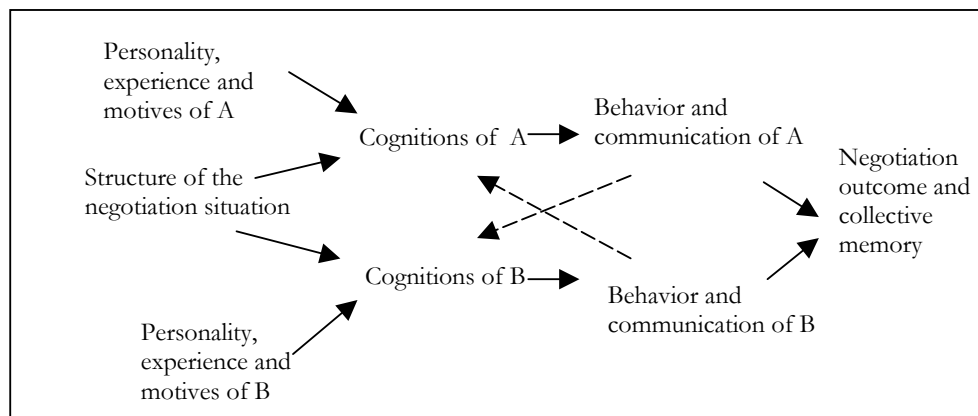 Personality,
experience and
motives of A
Structure of the
negotiation situation
Personality,
experience and
motives of B
Cognitions of A
Cognitions of B
Behavior and
communication of A
Behavior and
communication of B
Negotiation
outcome and
collective
memory